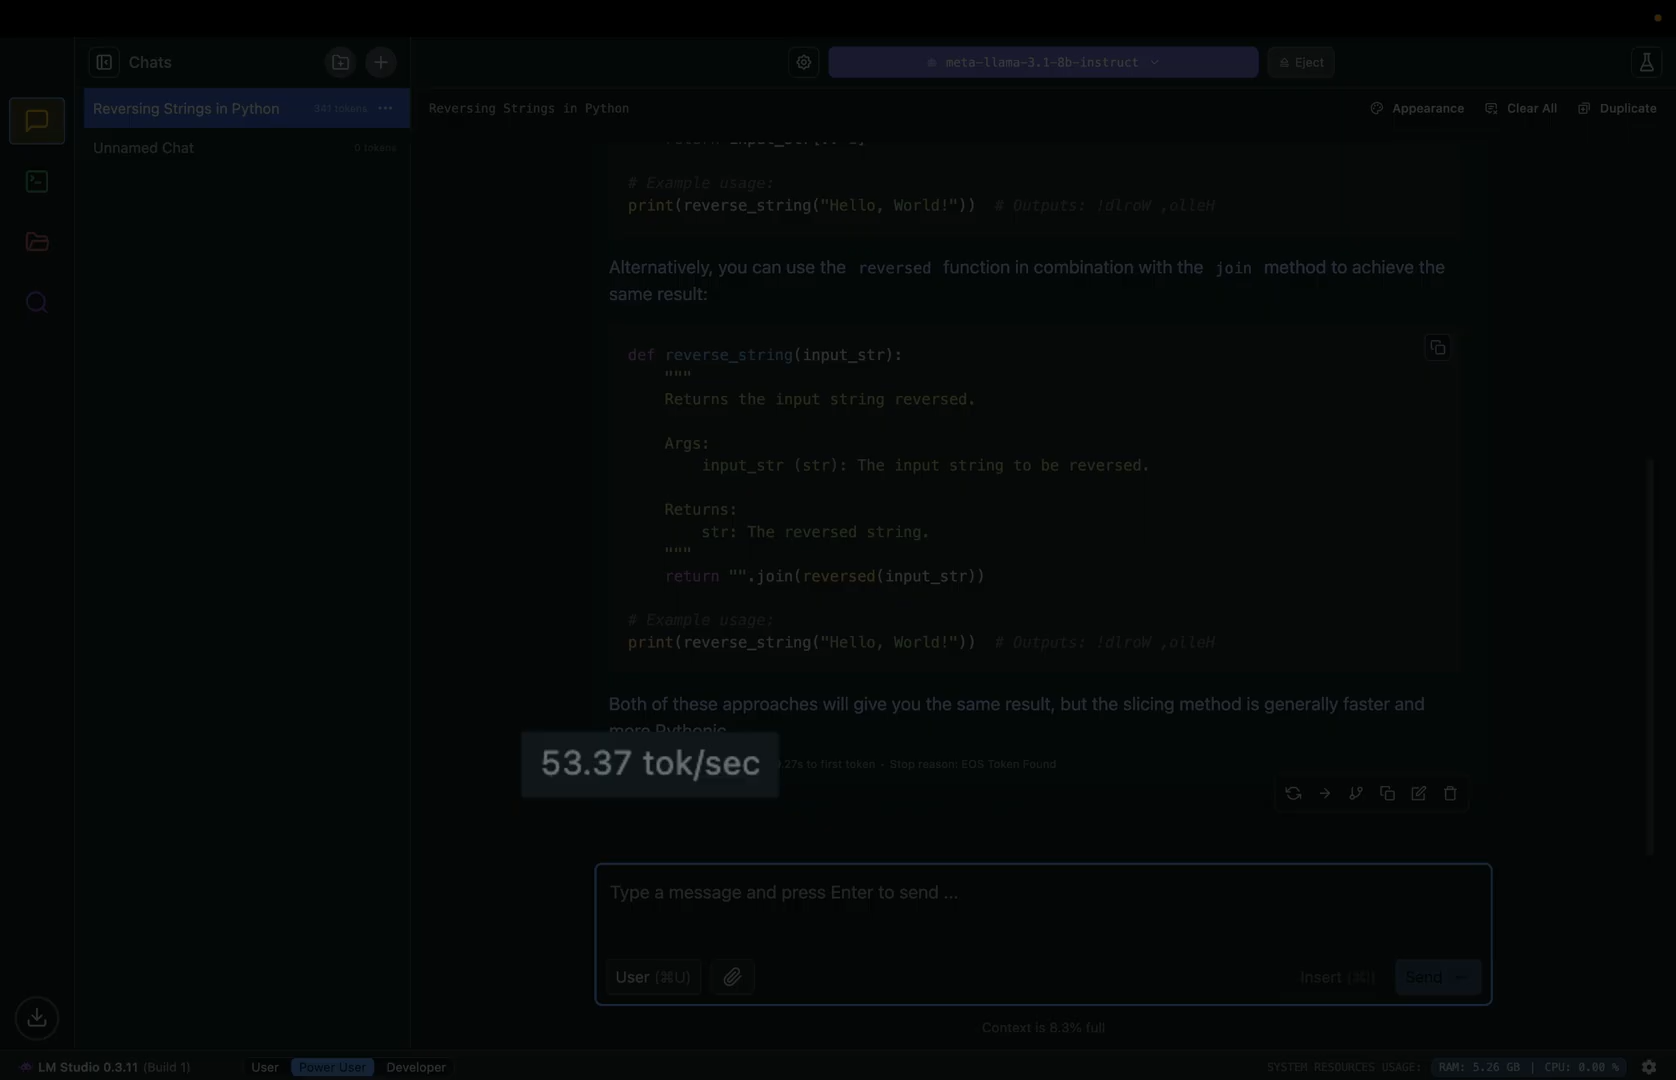 Chats
meta-llama-3.1-8b-instruct
Eject
Reversing Strings in Python 341 tokens ...
Reversing Strings in Python
Appearance
Clear All
Duplicate
Unnamed Chat 0 tokens
# Example usage:
print(reverse_string("Hello, World!")) # Outputs: !dlroW ,olleH
Alternatively, you can use the reversed function in combination with the join method to achieve the
same result:
def reverse_string(input_str):
"""
Returns the input string reversed.
Args:
input_str (str): The input string to be reversed.
Returns:
str: The reversed string.
"""
return "".join(reversed(input_str))
# Example usage:
print(reverse_string("Hello, World!")) # Outputs: !dlroW ,olleH
Both of these approaches will give you the same result, but the slicing method is generally faster and
more Pythonic.
53.37 tok/sec
.27s to first token • Stop reason: EOS Token Found
Type a message and press Enter to send ...
User (⌘U)
Insert (⌘I)
Send
Context is 8.3% full
LM Studio 0.3.11 (Build 1)
User
Power User
Developer
SYSTEM RESOURCES USAGE: RAM: 5.26 GB | CPU: 0.00 %